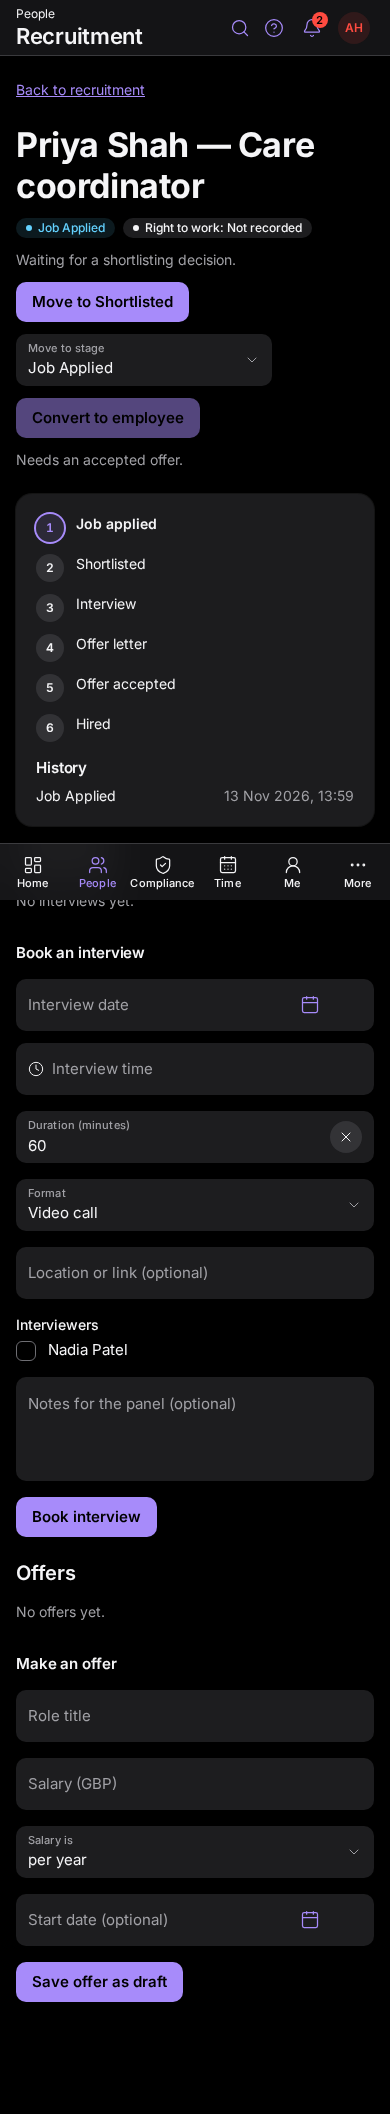 People
Recruitment
2
AH
Back to recruitment
Priya Shah — Care
coordinator
Job Applied
Right to work: Not recorded
Waiting for a shortlisting decision.
Move to Shortlisted
Move to stage
Job Applied
Convert to employee
Needs an accepted offer.
1 Job applied
2 Shortlisted
3 Interview
4 Offer letter
5 Offer accepted
6 Hired
History
Job Applied 13 Nov 2026, 13:59
Home People Compliance Time Me More
No interviews yet.
Book an interview
Interview date
Interview time
Duration (minutes)
60
Format
Video call
Location or link (optional)
Interviewers
Nadia Patel
Notes for the panel (optional)
Book interview
Offers
No offers yet.
Make an offer
Role title
Salary (GBP)
Salary is
per year
Start date (optional)
Save offer as draft